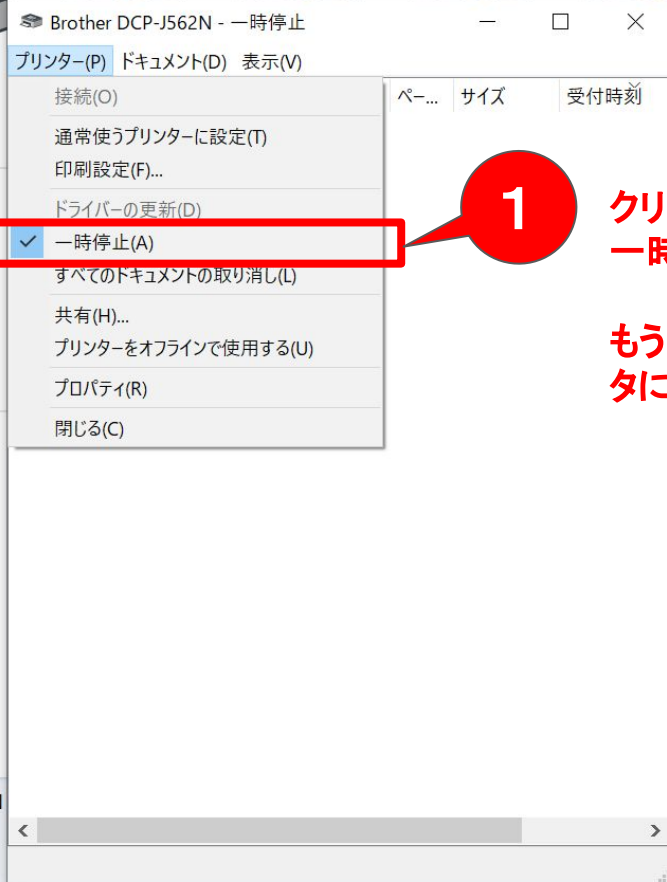 Brother DCP-J562N - 一時停止
プリンター(P) ドキュメント(D) 表示(V)
接続(O)
ペー... サイズ 受付時刻
通常使うプリンターに設定(T)
印刷設定(F)...
ドライバーの更新(D)
一時停止(A)
すべてのドキュメントの取り消し(L)
共有(H)...
プリンターをオフラインで使用する(U)
プロパティ(R)
閉じる(C)
1
クリ
一時
もう
タに